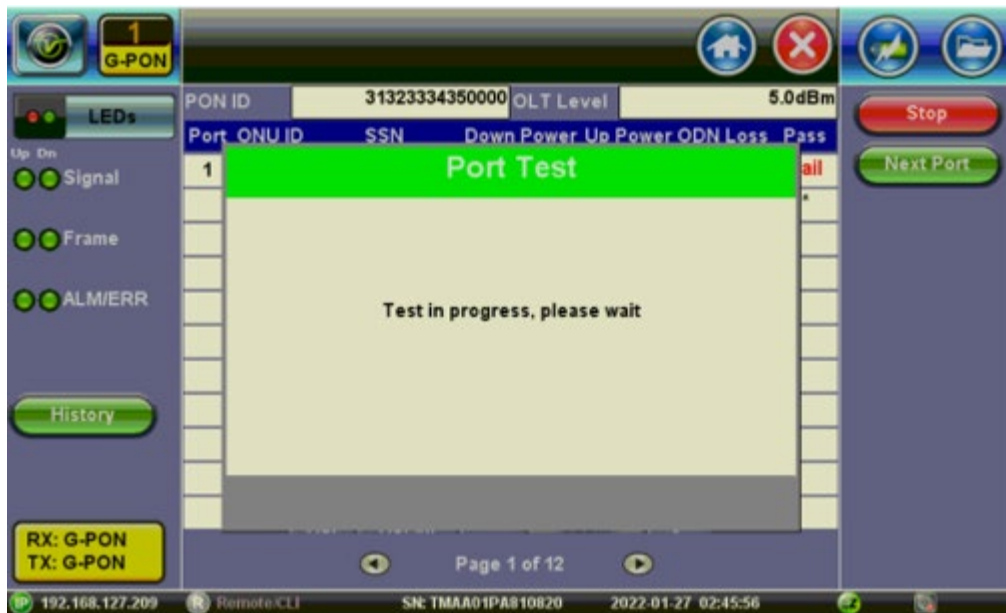 1
G-PON
LEDs
PON ID 31323334350000 OLT Level 5.0dBm
Stop
Port ONU ID SSN Down Power Up Power ODN Loss Pass
Up Dn
Signal
1
Port Test
ail
Next Port
*
Frame
ALM/ERR
Test in progress, please wait
History
RX: G-PON
TX: G-PON
Page 1 of 12
IP 192.168.127.209 R Remote/CLI SN: TMAA01PA810820 2022-01-27 02:45:56